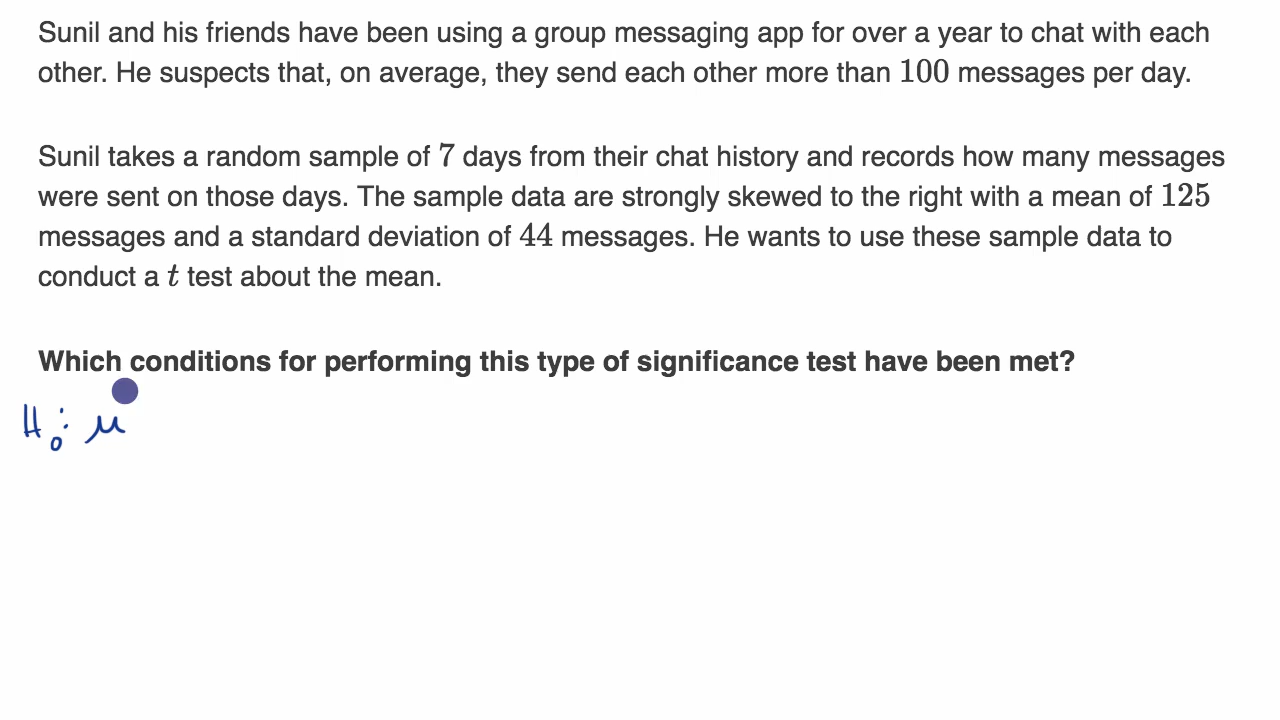 Sunil and his friends have been using a group messaging app for over a year to chat with each
other. He suspects that, on average, they send each other more than 100 messages per day.
Sunil takes a random sample of 7 days from their chat history and records how many messages
were sent on those days. The sample data are strongly skewed to the right with a mean of 125
messages and a standard deviation of 44 messages. He wants to use these sample data to
conduct a t test about the mean.
Which conditions for performing this type of significance test have been met?
H₀: μ